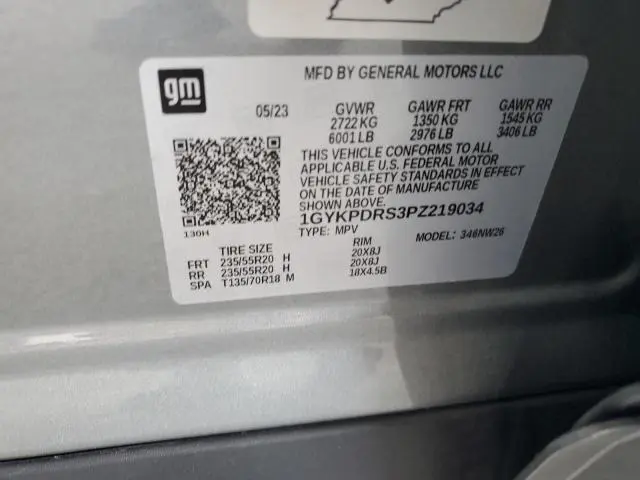 gm
MFD BY GENERAL MOTORS LLC
05/23 GVWR GAWR FRT GAWR RR
2722 KG 1350 KG 1545 KG
6001 LB 2976 LB 3406 LB
THIS VEHICLE CONFORMS TO ALL
APPLICABLE U.S. FEDERAL MOTOR
VEHICLE SAFETY STANDARDS IN EFFECT
ON THE DATE OF MANUFACTURE
SHOWN ABOVE.
1GYKPDRS3PZ219034
130H
TYPE: MPV MODEL: 346NW26
TIRE SIZE RIM
FRT 235/55R20 H 20X8J
RR 235/55R20 H 20X8J
SPA T135/70R18 M 18X4.5B